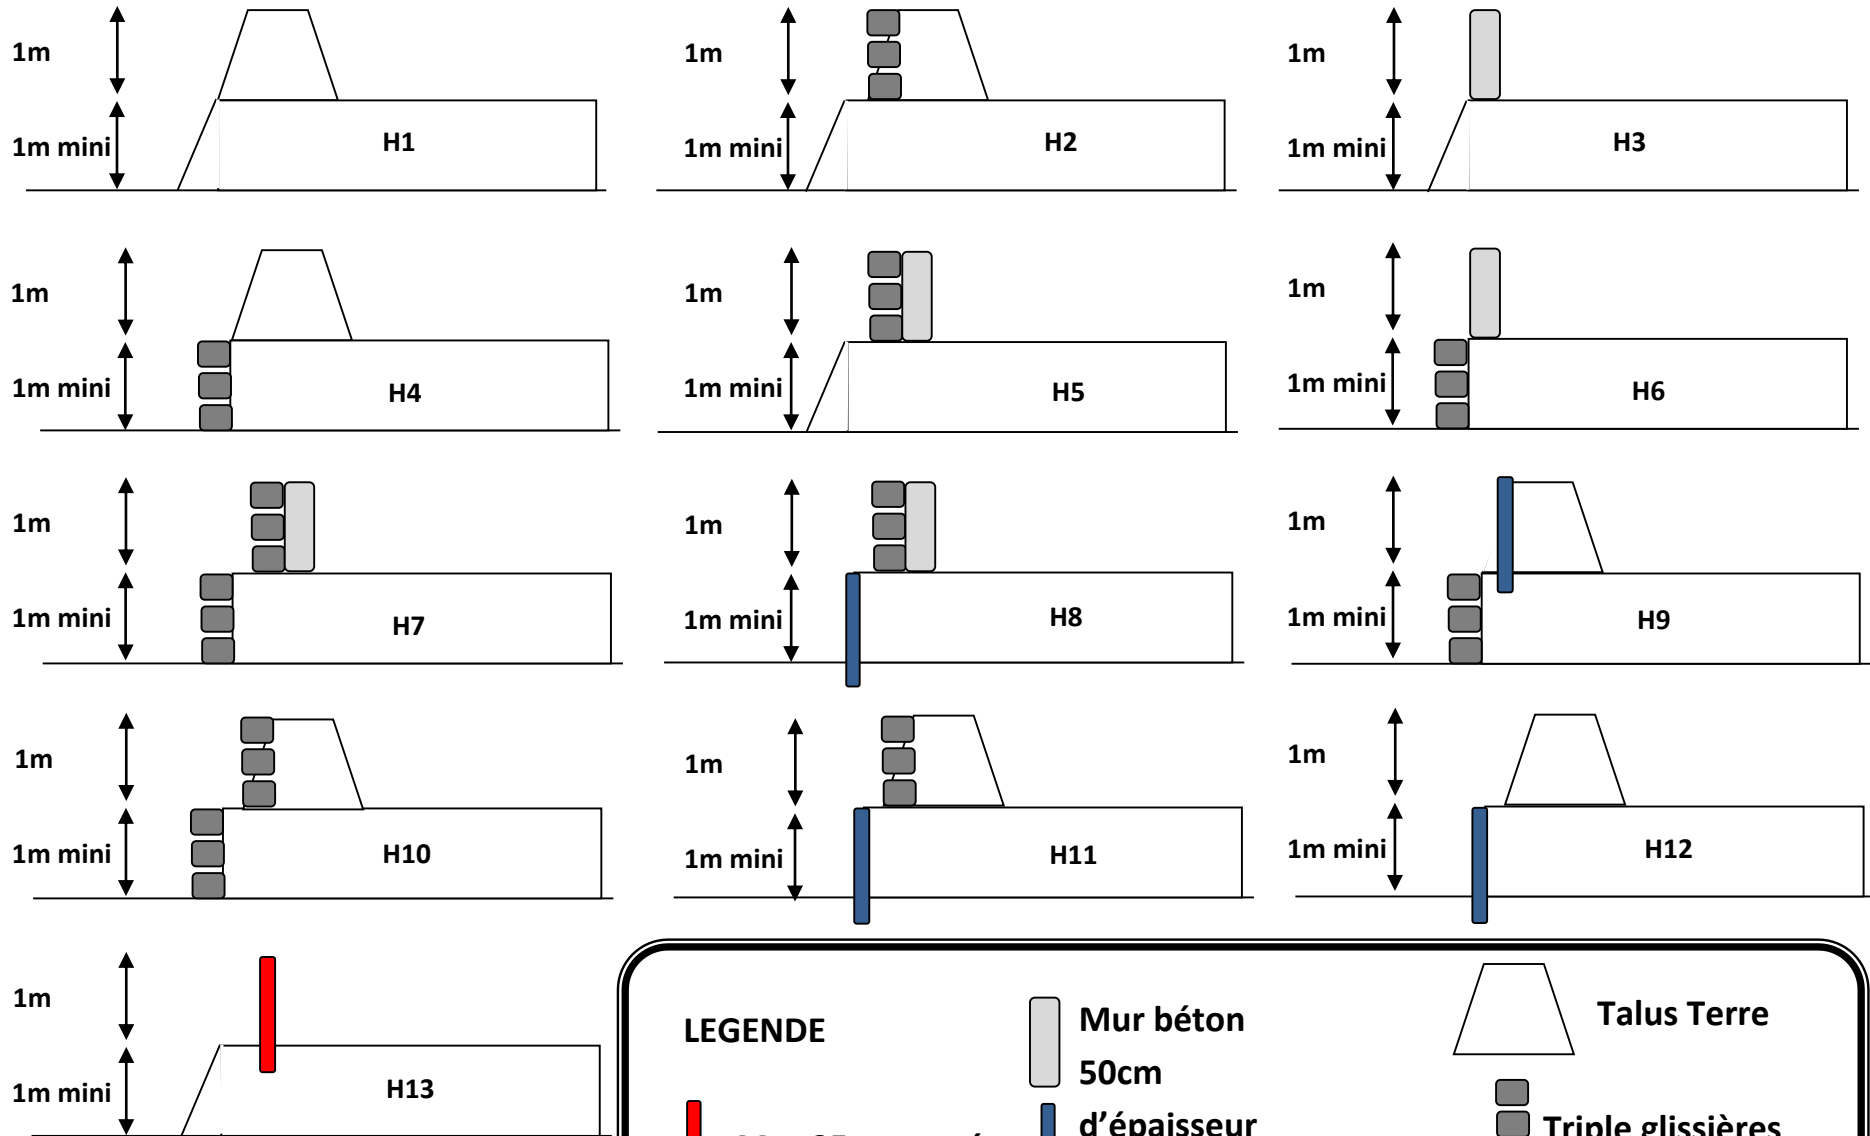 1m
1m mini
H1
1m
1m mini
H2
1m
1m mini
H3
1m
1m mini
H4
1m
1m mini
H5
1m
1m mini
H6
1m
1m mini
H7
1m
1m mini
H8
1m
1m mini
H9
1m
1m mini
H10
1m
1m mini
H11
1m
1m mini
H12
1m
1m mini
H13
LEGENDE
Mur béton
50cm
d’épaisseur
Talus Terre
Triple glissières